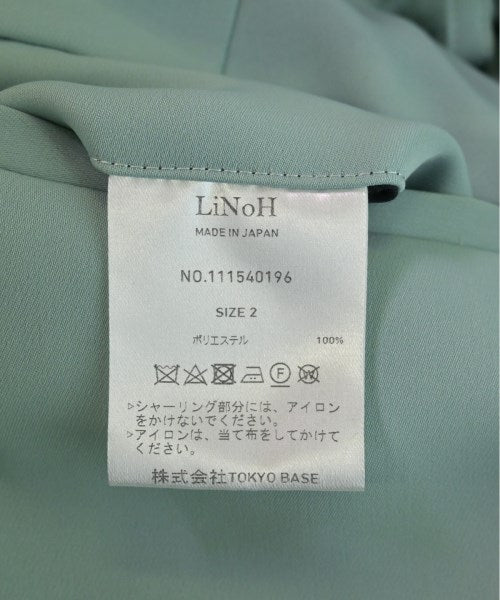 LiNoH
MADE IN JAPAN
NO.111540196
SIZE 2
ポリエステル 100%
▷シャーリング部分には、アイロン
をかけないでください。
▷アイロンは、当て布をしてかけて
ください。
株式会社TOKYO BASE